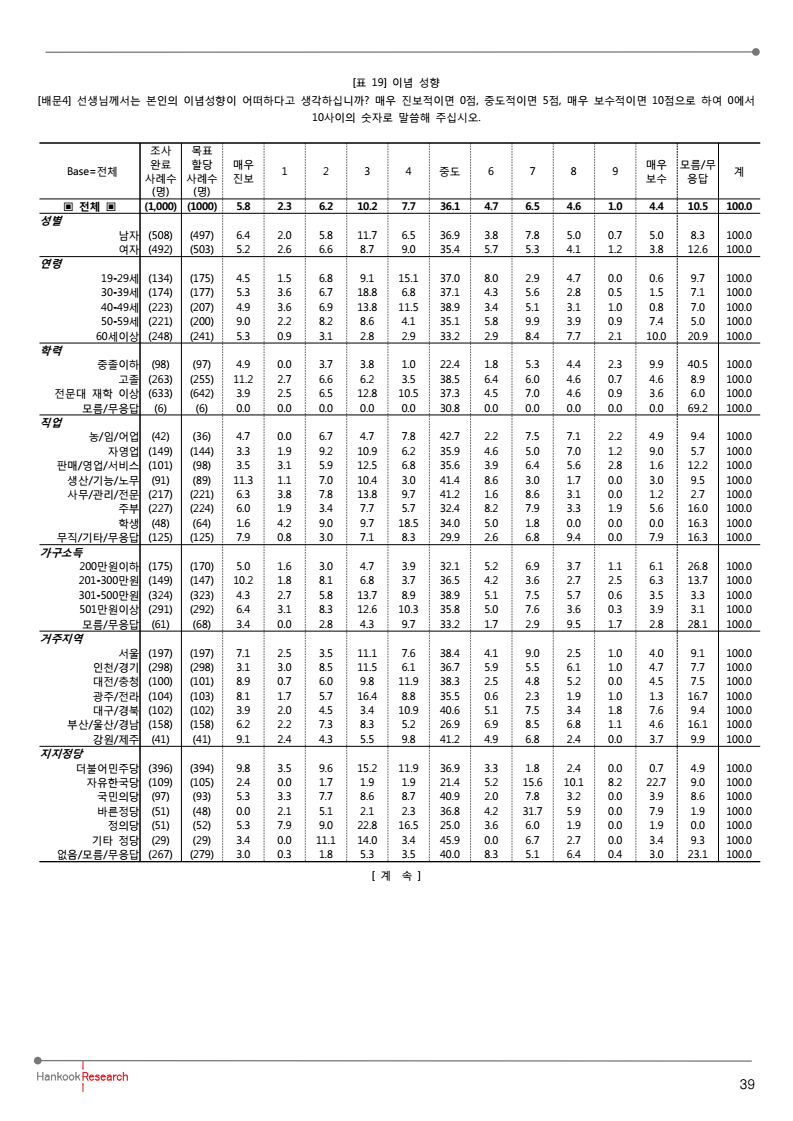 [표 19] 이념 성향
[배문4] 선생님께서는 본인의 이념성향이 어떠하다고 생각하십니까? 매우 진보적이면 0점, 중도적이면 5점, 매우 보수적이면 10점으로 하여 0에서
10사이의 숫자로 말씀해 주십시오.
Base=전체 조사 완료 사례수 (명) 목표 할당 사례수 (명) 매우 진보 1 2 3 4 중도 6 7 8 9 매우 보수 모름/무응답 계
▣ 전체 ▣ (1,000) (1000) 5.8 2.3 6.2 10.2 7.7 36.1 4.7 6.5 4.6 1.0 4.4 10.5 100.0
성별
남자 (508) (497) 6.4 2.0 5.8 11.7 6.5 36.9 3.8 7.8 5.0 0.7 5.0 8.3 100.0
여자 (492) (503) 5.2 2.6 6.6 8.7 9.0 35.4 5.7 5.3 4.1 1.2 3.8 12.6 100.0
연령
19-29세 (134) (175) 4.5 1.5 6.8 9.1 15.1 37.0 8.0 2.9 4.7 0.0 0.6 9.7 100.0
30-39세 (174) (177) 5.3 3.6 6.7 18.8 6.8 37.1 4.3 5.6 2.8 0.5 1.5 7.1 100.0
40-49세 (223) (207) 4.9 3.6 6.9 13.8 11.5 38.9 3.4 5.1 3.1 1.0 0.8 7.0 100.0
50-59세 (221) (200) 9.0 2.2 8.2 8.6 4.1 35.1 5.8 9.9 3.9 0.9 7.4 5.0 100.0
60세이상 (248) (241) 5.3 0.9 3.1 2.8 2.9 33.2 2.9 8.4 7.7 2.1 10.0 20.9 100.0
학력
중졸이하 (98) (97) 4.9 0.0 3.7 3.8 1.0 22.4 1.8 5.3 4.4 2.3 9.9 40.5 100.0
고졸 (263) (255) 11.2 2.7 6.6 6.2 3.5 38.5 6.4 6.0 4.6 0.7 4.6 8.9 100.0
전문대 재학 이상 (633) (642) 3.9 2.5 6.5 12.8 10.5 37.3 4.5 7.0 4.6 0.9 3.6 6.0 100.0
모름/무응답 (6) (6) 0.0 0.0 0.0 0.0 0.0 30.8 0.0 0.0 0.0 0.0 0.0 69.2 100.0
직업
농/임/어업 (42) (36) 4.7 0.0 6.7 4.7 7.8 42.7 2.2 7.5 7.1 2.2 4.9 9.4 100.0
자영업 (149) (144) 3.3 1.9 9.2 10.9 6.2 35.9 4.6 5.0 7.0 1.2 9.0 5.7 100.0
판매/영업/서비스 (101) (98) 3.5 3.1 5.9 12.5 6.8 35.6 3.9 6.4 5.6 2.8 1.6 12.2 100.0
생산/기능/노무 (91) (89) 11.3 1.1 7.0 10.4 3.0 41.4 8.6 3.0 1.7 0.0 3.0 9.5 100.0
사무/관리/전문 (217) (221) 6.3 3.8 7.8 13.8 9.7 41.2 1.6 8.6 3.1 0.0 1.2 2.7 100.0
주부 (227) (224) 6.0 1.9 3.4 7.7 5.7 32.4 8.2 7.9 3.3 1.9 5.6 16.0 100.0
학생 (48) (64) 1.6 4.2 9.0 9.7 18.5 34.0 5.0 1.8 0.0 0.0 0.0 16.3 100.0
무직/기타/무응답 (125) (125) 7.9 0.8 3.0 7.1 8.3 29.9 2.6 6.8 9.4 0.0 7.9 16.3 100.0
가구소득
200만원이하 (175) (170) 5.0 1.6 3.0 4.7 3.9 32.1 5.2 6.9 3.7 1.1 6.1 26.8 100.0
201-300만원 (149) (147) 10.2 1.8 8.1 6.8 3.7 36.5 4.2 3.6 2.7 2.5 6.3 13.7 100.0
301-500만원 (324) (323) 4.3 2.7 5.8 13.7 8.9 38.9 5.1 7.5 5.7 0.6 3.5 3.3 100.0
501만원이상 (291) (292) 6.4 3.1 8.3 12.6 10.3 35.8 5.0 7.6 3.6 0.3 3.9 3.1 100.0
모름/무응답 (61) (68) 3.4 0.0 2.8 4.3 9.7 33.2 1.7 2.9 9.5 1.7 2.8 28.1 100.0
거주지역
서울 (197) (197) 7.1 2.5 3.5 11.1 7.6 38.4 4.1 9.0 2.5 1.0 4.0 9.1 100.0
인천/경기 (298) (298) 3.1 3.0 8.5 11.5 6.1 36.7 5.9 5.5 6.1 1.0 4.7 7.7 100.0
대전/충청 (100) (101) 8.9 0.7 6.0 9.8 11.9 38.3 2.5 4.8 5.2 0.0 4.5 7.5 100.0
광주/전라 (104) (103) 8.1 1.7 5.7 16.4 8.8 35.5 0.6 2.3 1.9 1.0 1.3 16.7 100.0
대구/경북 (102) (102) 3.9 2.0 4.5 3.4 10.9 40.6 5.1 7.5 3.4 1.8 7.6 9.4 100.0
부산/울산/경남 (158) (158) 6.2 2.2 7.3 8.3 5.2 26.9 6.9 8.5 6.8 1.1 4.6 16.1 100.0
강원/제주 (41) (41) 9.1 2.4 4.3 5.5 9.8 41.2 4.9 6.8 2.4 0.0 3.7 9.9 100.0
지지정당
더불어민주당 (396) (394) 9.8 3.5 9.6 15.2 11.9 36.9 3.3 1.8 2.4 0.0 0.7 4.9 100.0
자유한국당 (109) (105) 2.4 0.0 1.7 1.9 1.9 21.4 5.2 15.6 10.1 8.2 22.7 9.0 100.0
국민의당 (97) (93) 5.3 3.3 7.7 8.6 8.7 40.9 2.0 7.8 3.2 0.0 3.9 8.6 100.0
바른정당 (51) (48) 0.0 2.1 5.1 2.1 2.3 36.8 4.2 31.7 5.9 0.0 7.9 1.9 100.0
정의당 (51) (52) 5.3 7.9 9.0 22.8 16.5 25.0 3.6 6.0 1.9 0.0 1.9 0.0 100.0
기타 정당 (29) (29) 3.4 0.0 11.1 14.0 3.4 45.9 0.0 6.7 2.7 0.0 3.4 9.3 100.0
없음/모름/무응답 (267) (279) 3.0 0.3 1.8 5.3 3.5 40.0 8.3 5.1 6.4 0.4 3.0 23.1 100.0
[ 계 속 ]
Hankook Research
39